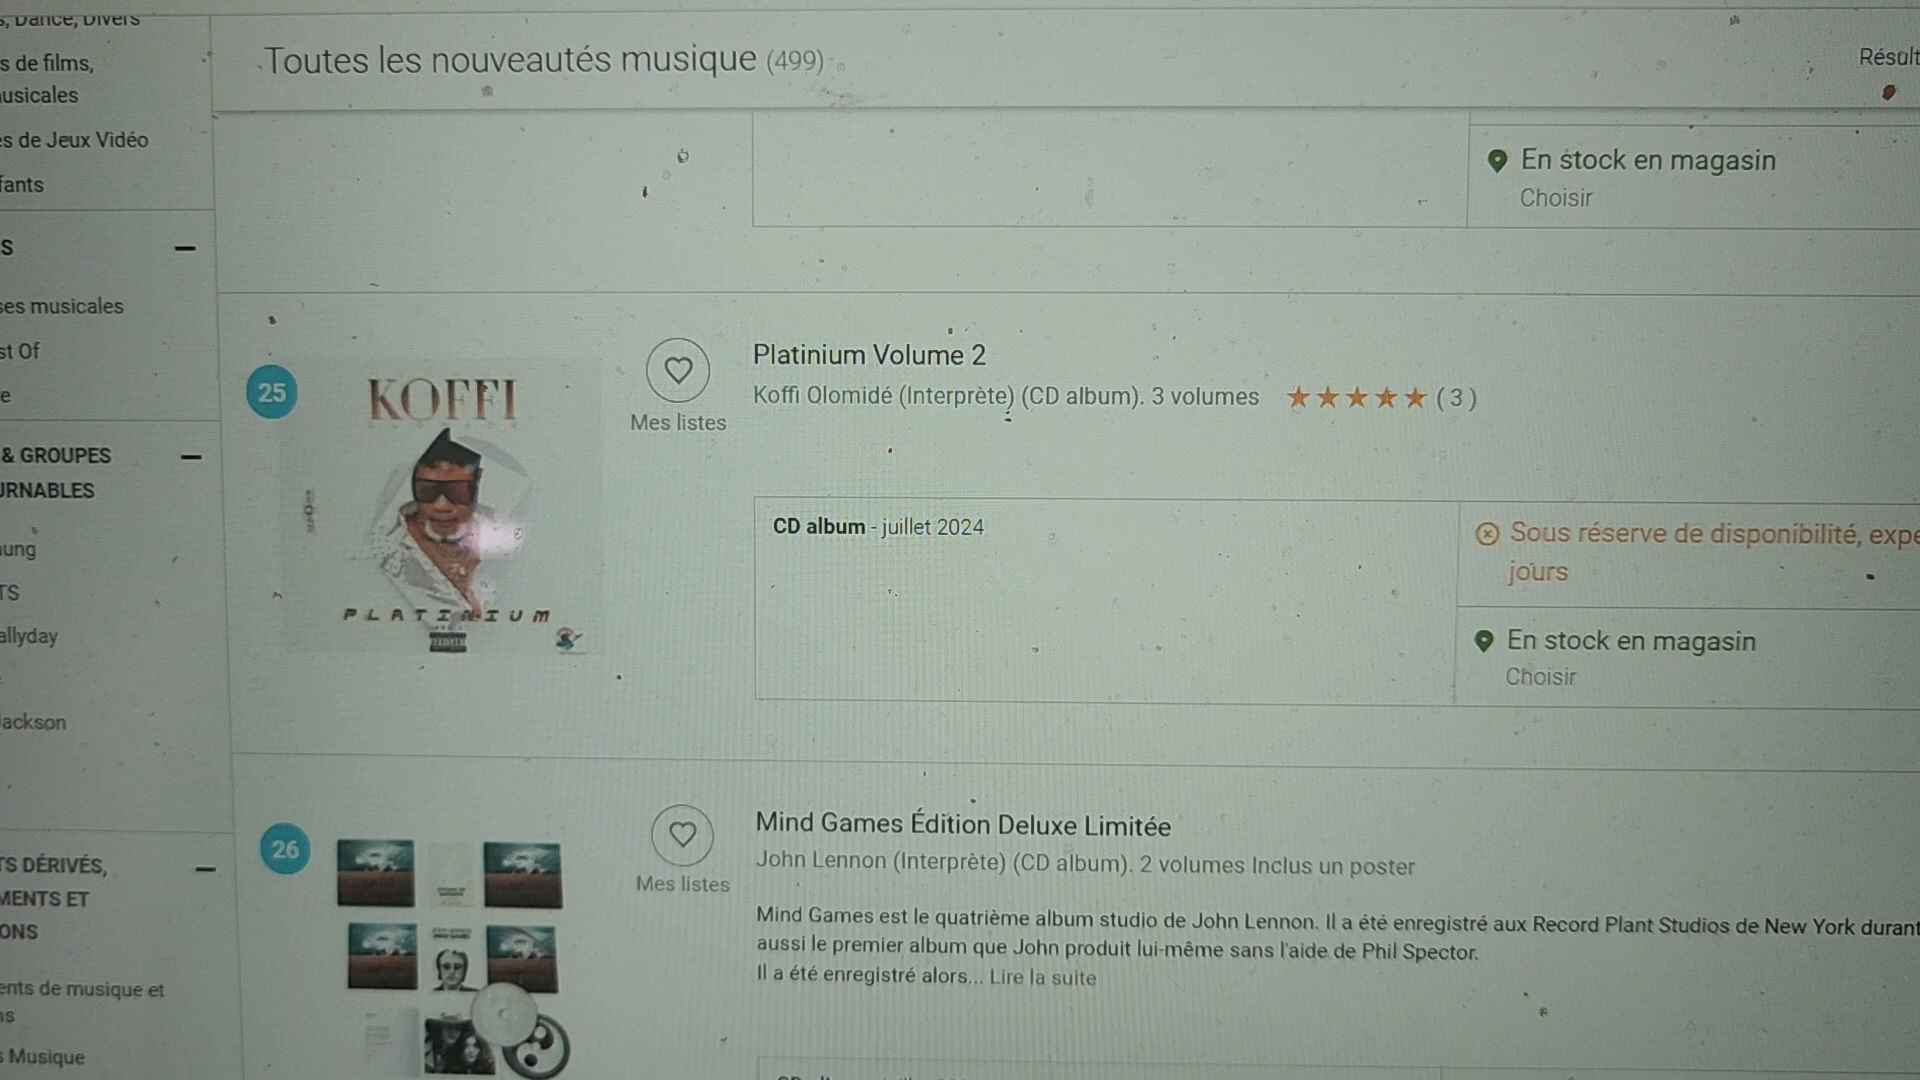 Dance, Divers
s de films,
usicales
s de Jeux Vidéo
fants
S
ses musicales
st Of
e
& GROUPES
URNABLES
ung
TS
allyday
Jackson
TS DÉRIVÉS,
MENTS ET
ONS
ents de musique et
ns
s Musique
Toutes les nouveautés musique (499)
Résult
En stock en magasin
Choisir
25
KOFFI
PLATINIUM
Mes listes
Platinium Volume 2
Koffi Olomidé (Interprète) (CD album). 3 volumes (3)
CD album - juillet 2024
Sous réserve de disponibilité, expé
jours
En stock en magasin
Choisir
26
Mes listes
Mind Games Édition Deluxe Limitée
John Lennon (Interprète) (CD album). 2 volumes Inclus un poster
Mind Games est le quatrième album studio de John Lennon. Il a été enregistré aux Record Plant Studios de New York durant
aussi le premier album que John produit lui-même sans l'aide de Phil Spector.
Il a été enregistré alors... Lire la suite